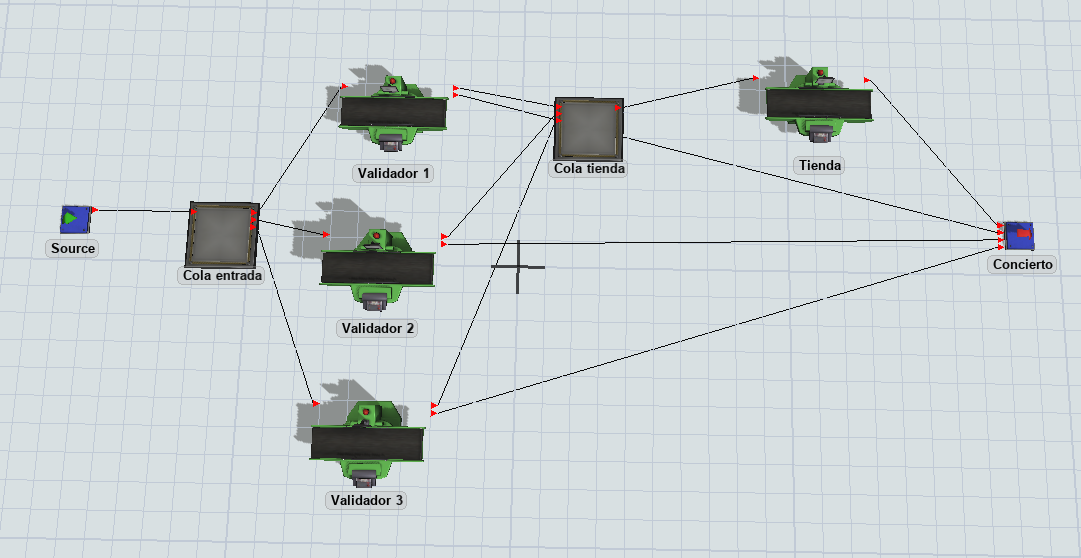 Validador 1
Cola tienda
Tienda
Source
Cola entrada
Concierto
Validador 2
Validador 3